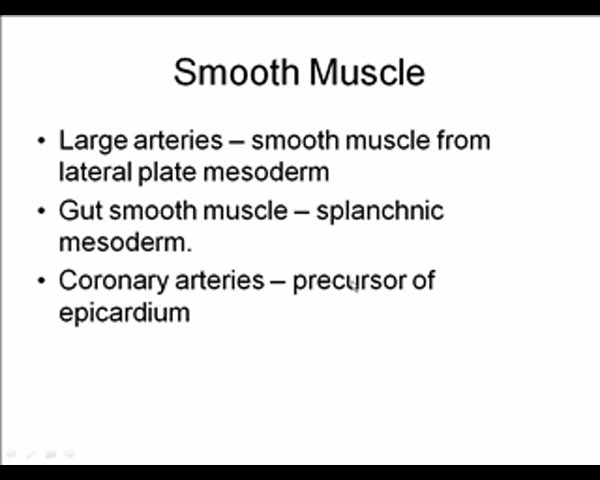 Smooth Muscle
• Large arteries – smooth muscle from
lateral plate mesoderm
• Gut smooth muscle – splanchnic
mesoderm.
• Coronary arteries – precursor of
epicardium